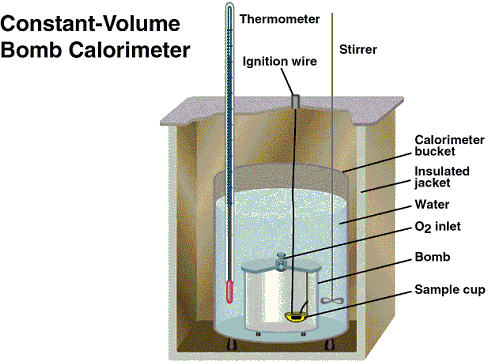 Constant-Volume
Bomb Calorimeter
Thermometer
Stirrer
Ignition wire
Calorimeter
bucket
Insulated
jacket
Water
O2 inlet
Bomb
Sample cup